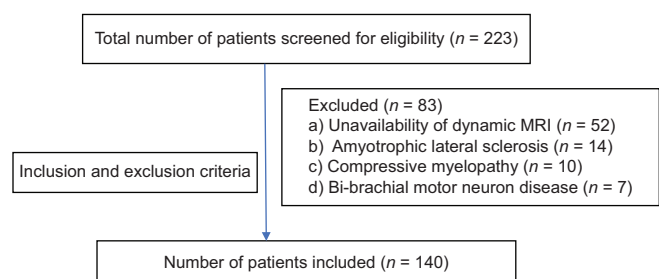 Total number of patients screened for eligibility (n = 223)
Excluded (n = 83)
a) Unavailability of dynamic MRI (n = 52)
b) Amyotrophic lateral sclerosis (n = 14)
c) Compressive myelopathy (n = 10)
d) Bi-brachial motor neuron disease (n = 7)
Inclusion and exclusion criteria
Number of patients included (n = 140)